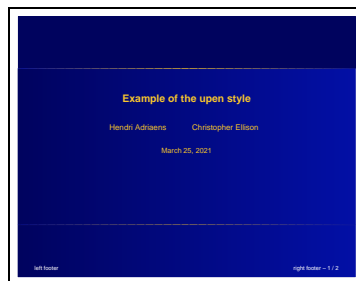 Example of the upen style
Hendri Adriaens Christopher Ellison
March 25, 2021
left footer right footer – 1 / 2